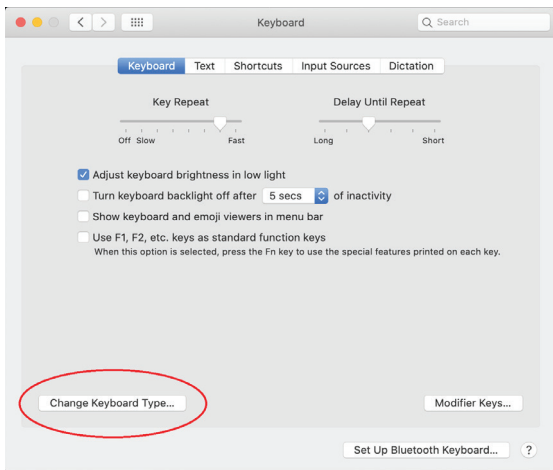 Keyboard
Search
Keyboard Text Shortcuts Input Sources Dictation
Key Repeat Delay Until Repeat
Off Slow Fast Long Short
Adjust keyboard brightness in low light
Turn keyboard backlight off after 5 secs of inactivity
Show keyboard and emoji viewers in menu bar
Use F1, F2, etc. keys as standard function keys
When this option is selected, press the Fn key to use the special features printed on each key.
Change Keyboard Type... Modifier Keys...
Set Up Bluetooth Keyboard... ?